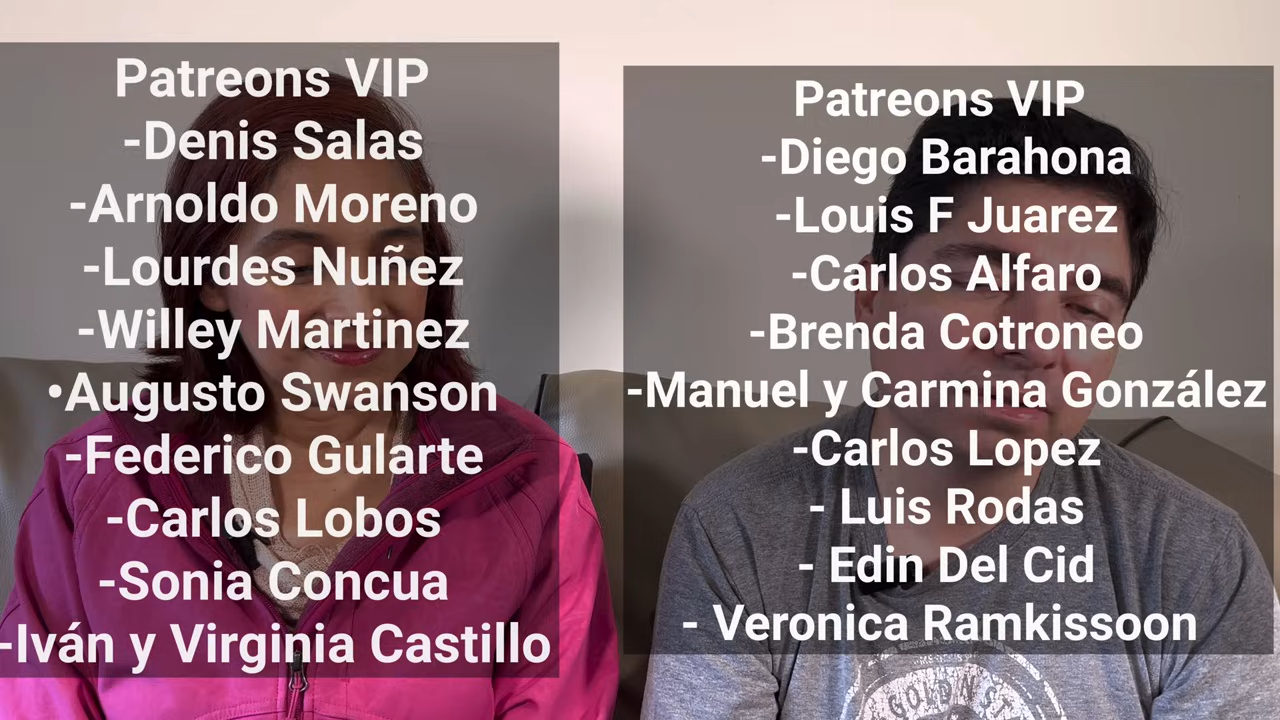 Patreons VIP
-Denis Salas
-Arnoldo Moreno
-Lourdes Nuñez
-Willey Martinez
•Augusto Swanson
-Federico Gularte
-Carlos Lobos
-Sonia Concua
-Iván y Virginia Castillo
Patreons VIP
-Diego Barahona
-Louis F Juarez
-Carlos Alfaro
-Brenda Cotroneo
-Manuel y Carmina González
-Carlos Lopez
- Luis Rodas
- Edin Del Cid
- Veronica Ramkissoon